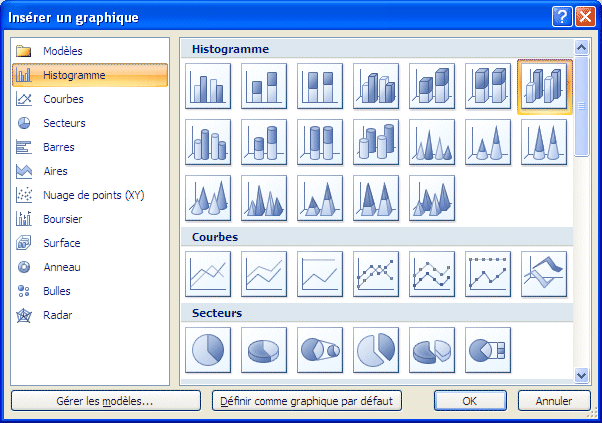 Insérer un graphique
Modèles
Histogramme
Courbes
Secteurs
Barres
Aires
Nuage de points (XY)
Boursier
Surface
Anneau
Bulles
Radar
Histogramme
Courbes
Secteurs
Gérer les modèles...
Définir comme graphique par défaut
OK
Annuler